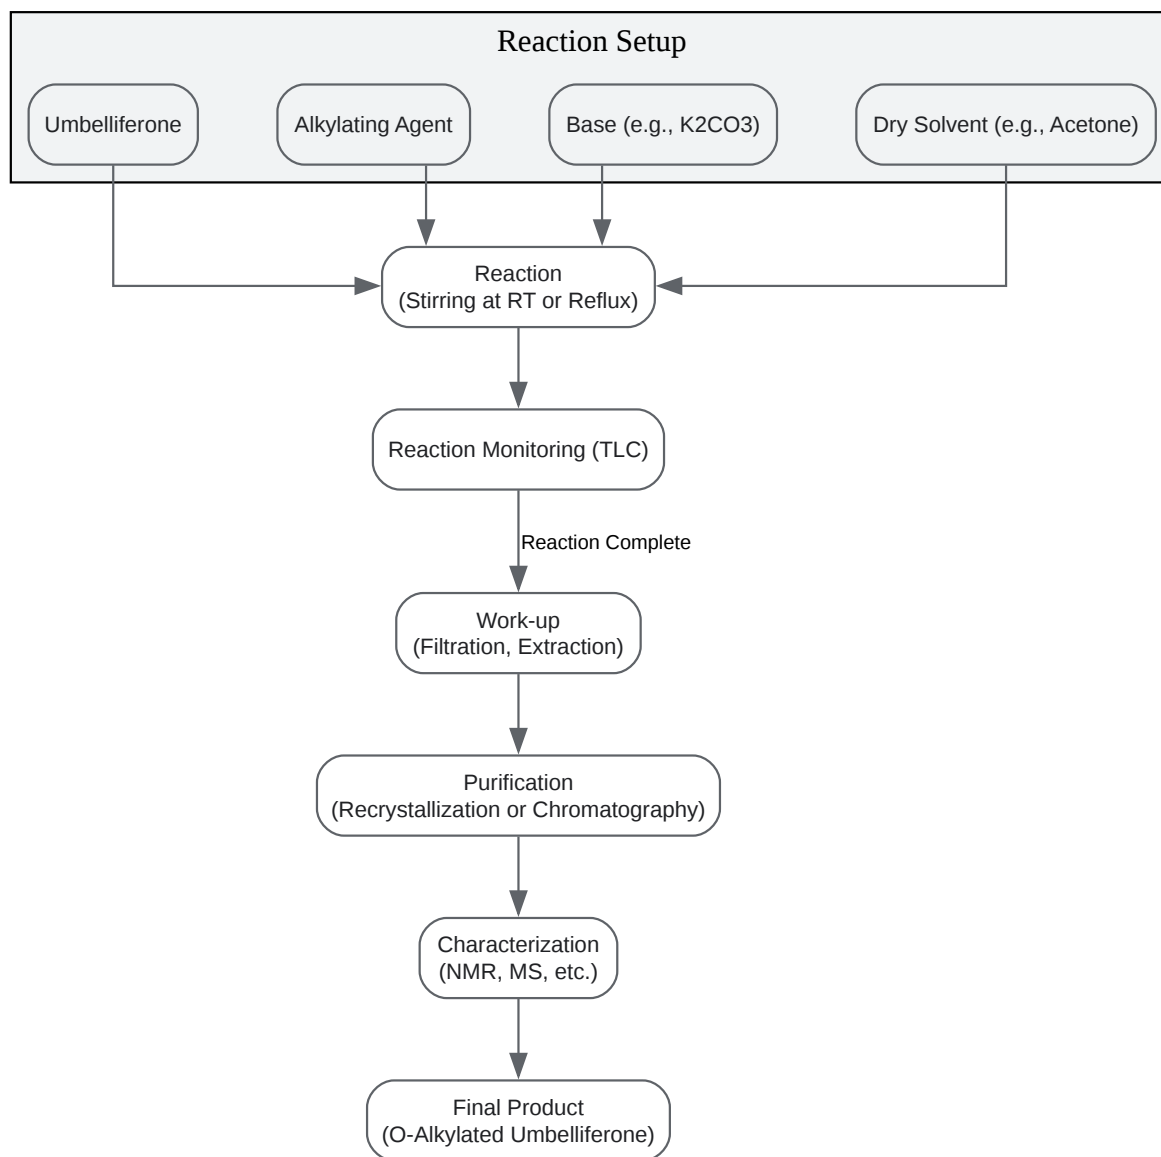 Reaction Setup
Umbelliferone
Alkylating Agent
Base (e.g., K2CO3)
Dry Solvent (e.g., Acetone)
Reaction
(Stirring at RT or Reflux)
Reaction Monitoring (TLC)
Reaction Complete
Work-up
(Filtration, Extraction)
Purification
(Recrystallization or Chromatography)
Characterization
(NMR, MS, etc.)
Final Product
(O-Alkylated Umbelliferone)